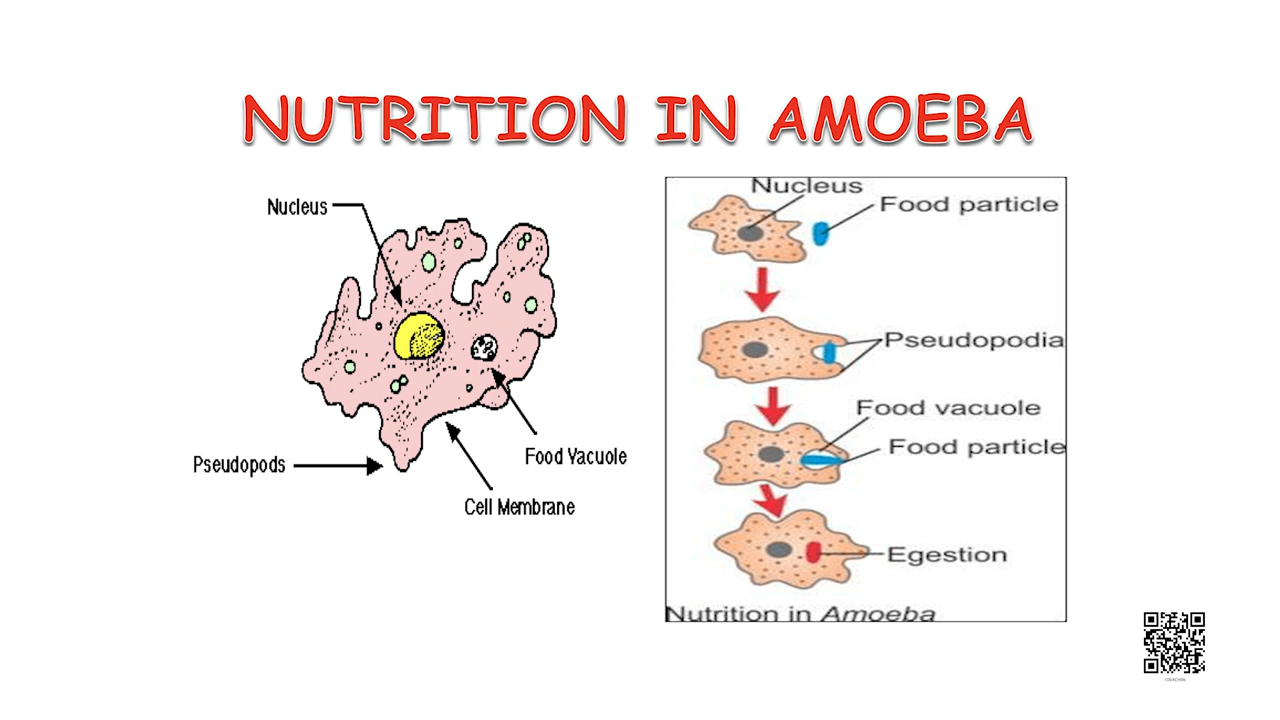 NUTRITION IN AMOEBA
Nucleus
Food Vacuole
Pseudopods
Cell Membrane
Nucleus
Food particle
Pseudopodia
Food vacuole
Food particle
Egestion
Nutrition in Amoeba